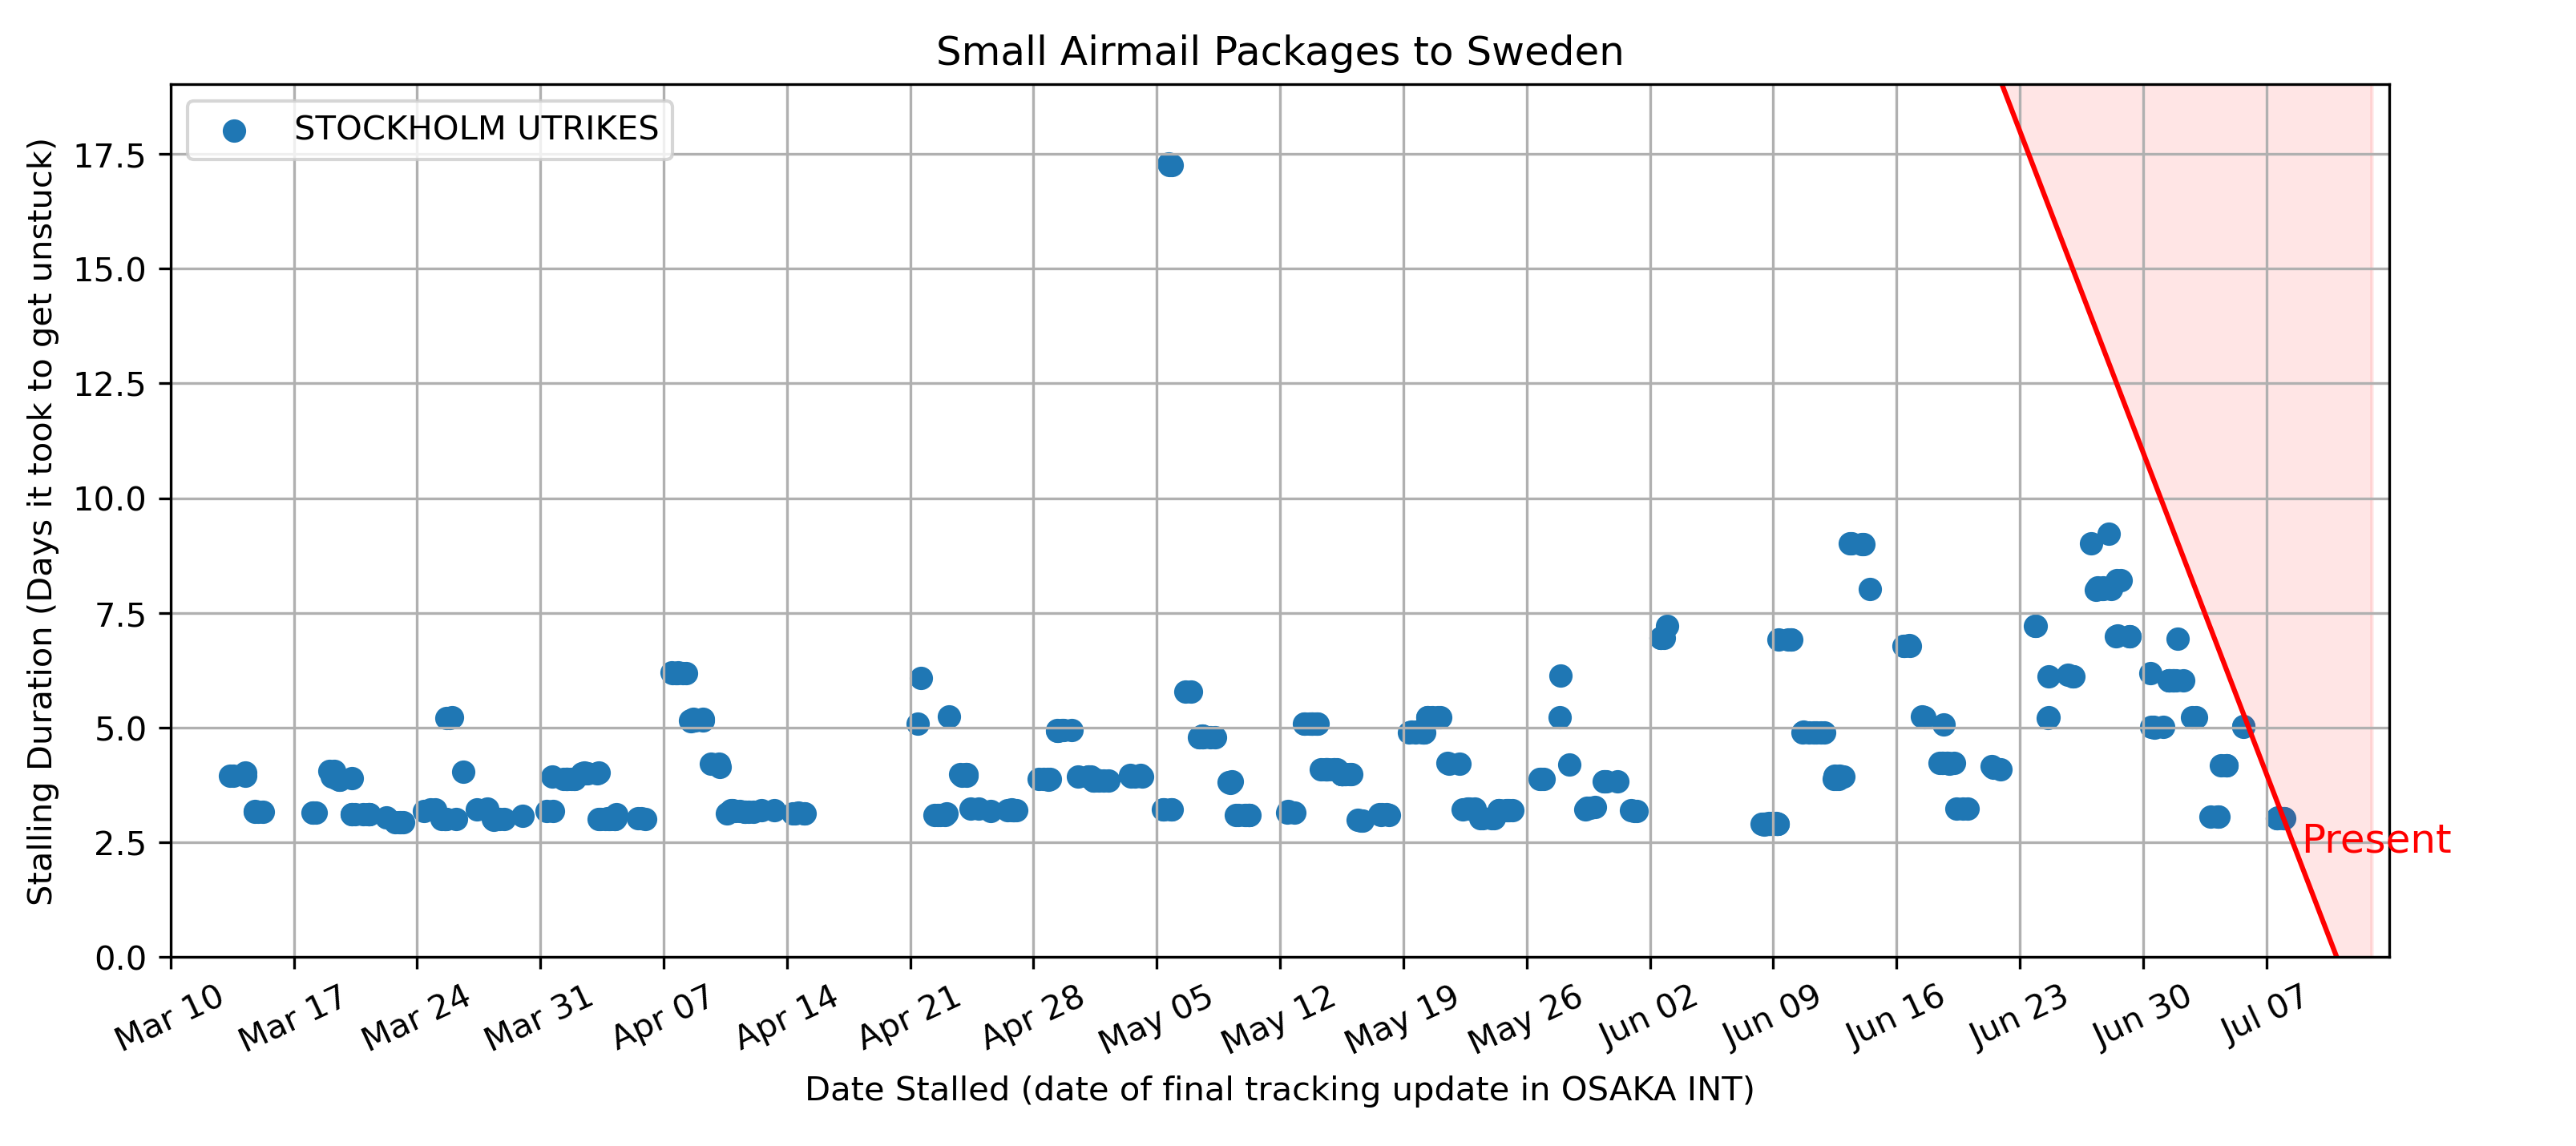 Small Airmail Packages to Sweden
STOCKHOLM UTRIKES
Stalling Duration (Days it took to get unstuck)
17.5
15.0
12.5
10.0
7.5
5.0
2.5
0.0
Present
Mar 10
Mar 17
Mar 24
Mar 31
Apr 07
Apr 14
Apr 21
Apr 28
May 05
May 12
May 19
May 26
Jun 02
Jun 09
Jun 16
Jun 23
Jun 30
Jul 07
Date Stalled (date of final tracking update in OSAKA INT)